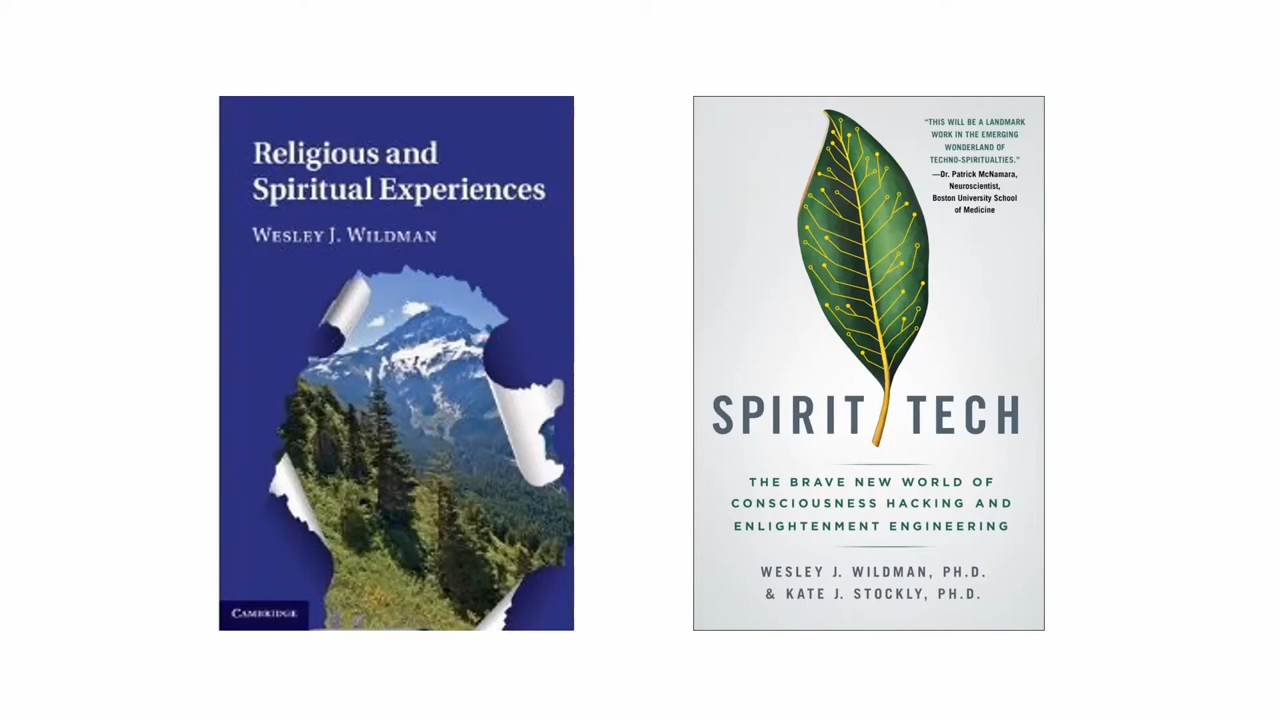 Religious and
Spiritual Experiences
WESLEY J. WILDMAN
CAMBRIDGE
"THIS WILL BE A LANDMARK
WORK IN THE EMERGING
WONDERLAND OF
TECHNO-SPIRITUALTIES."
—Dr. Patrick McNamara,
Neuroscientist,
Boston University School
of Medicine
SPIRIT TECH
THE BRAVE NEW WORLD OF
CONSCIOUSNESS HACKING AND
ENLIGHTENMENT ENGINEERING
WESLEY J. WILDMAN, PH.D.
& KATE J. STOCKLY, PH.D.